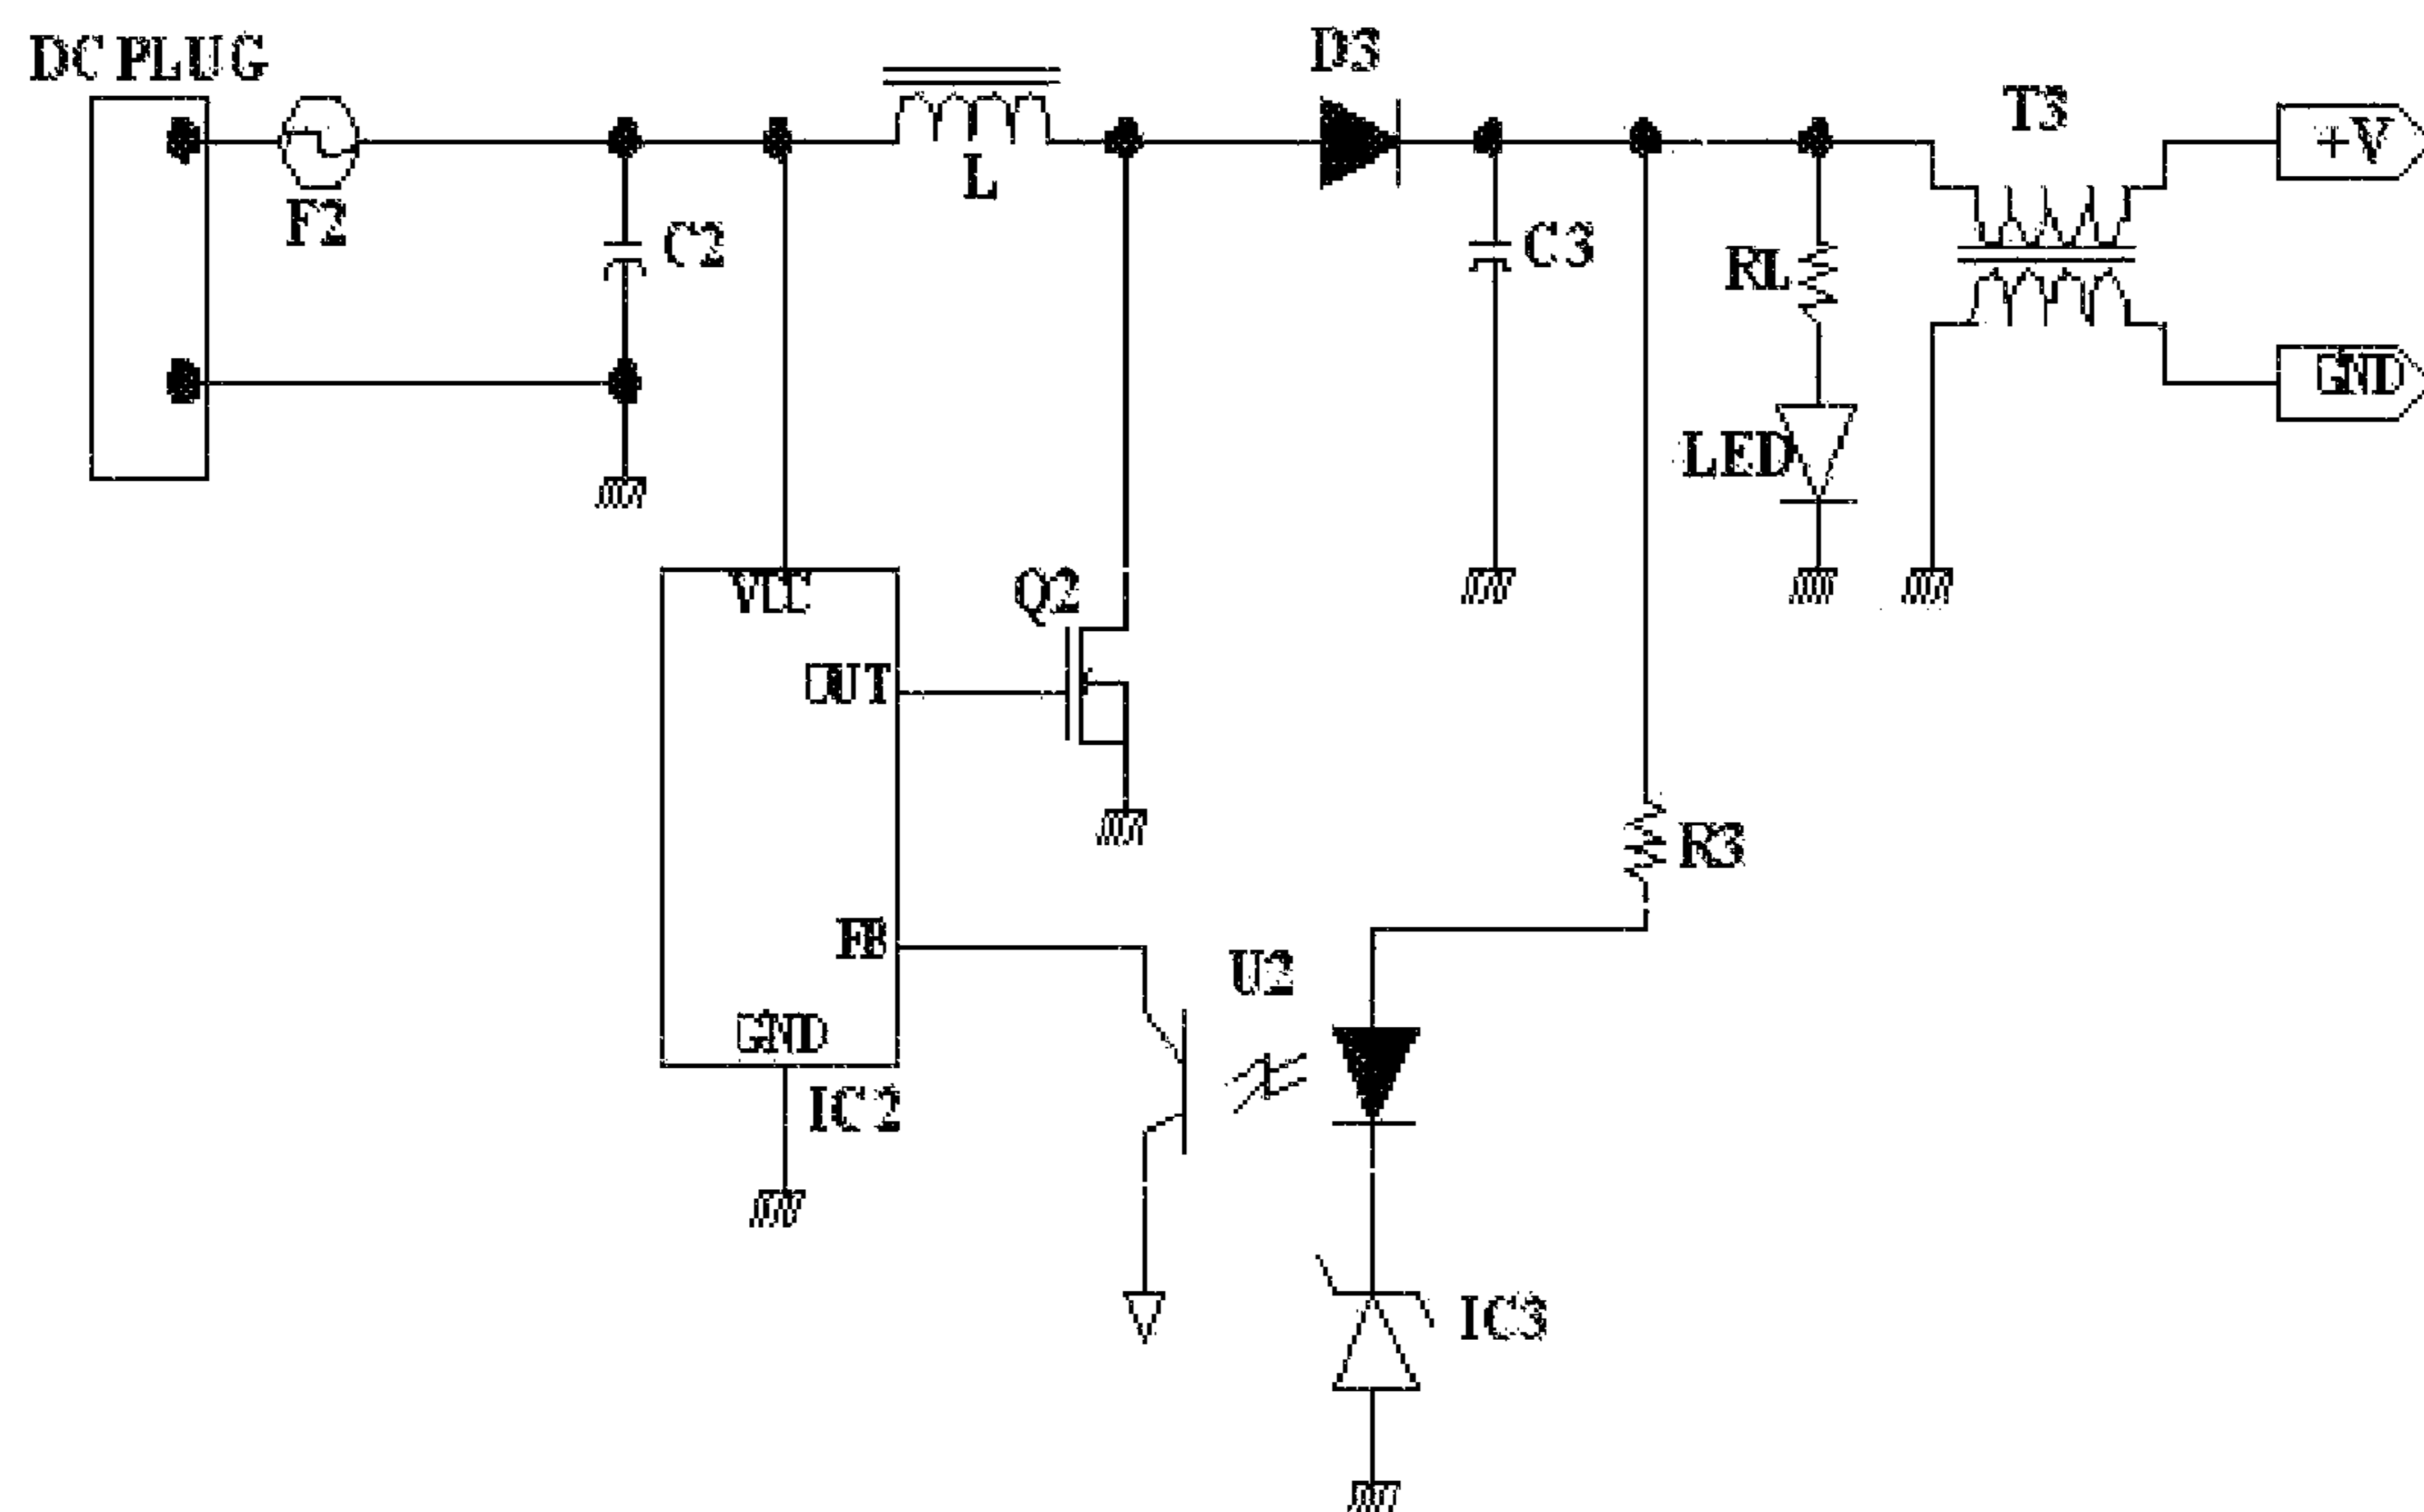 DC PLUG
D3
T3
+V
F2
L
C2
C3
RL
GND
LED
VCC
Q2
OUT
R3
FB
U2
GND
IC2
IC3